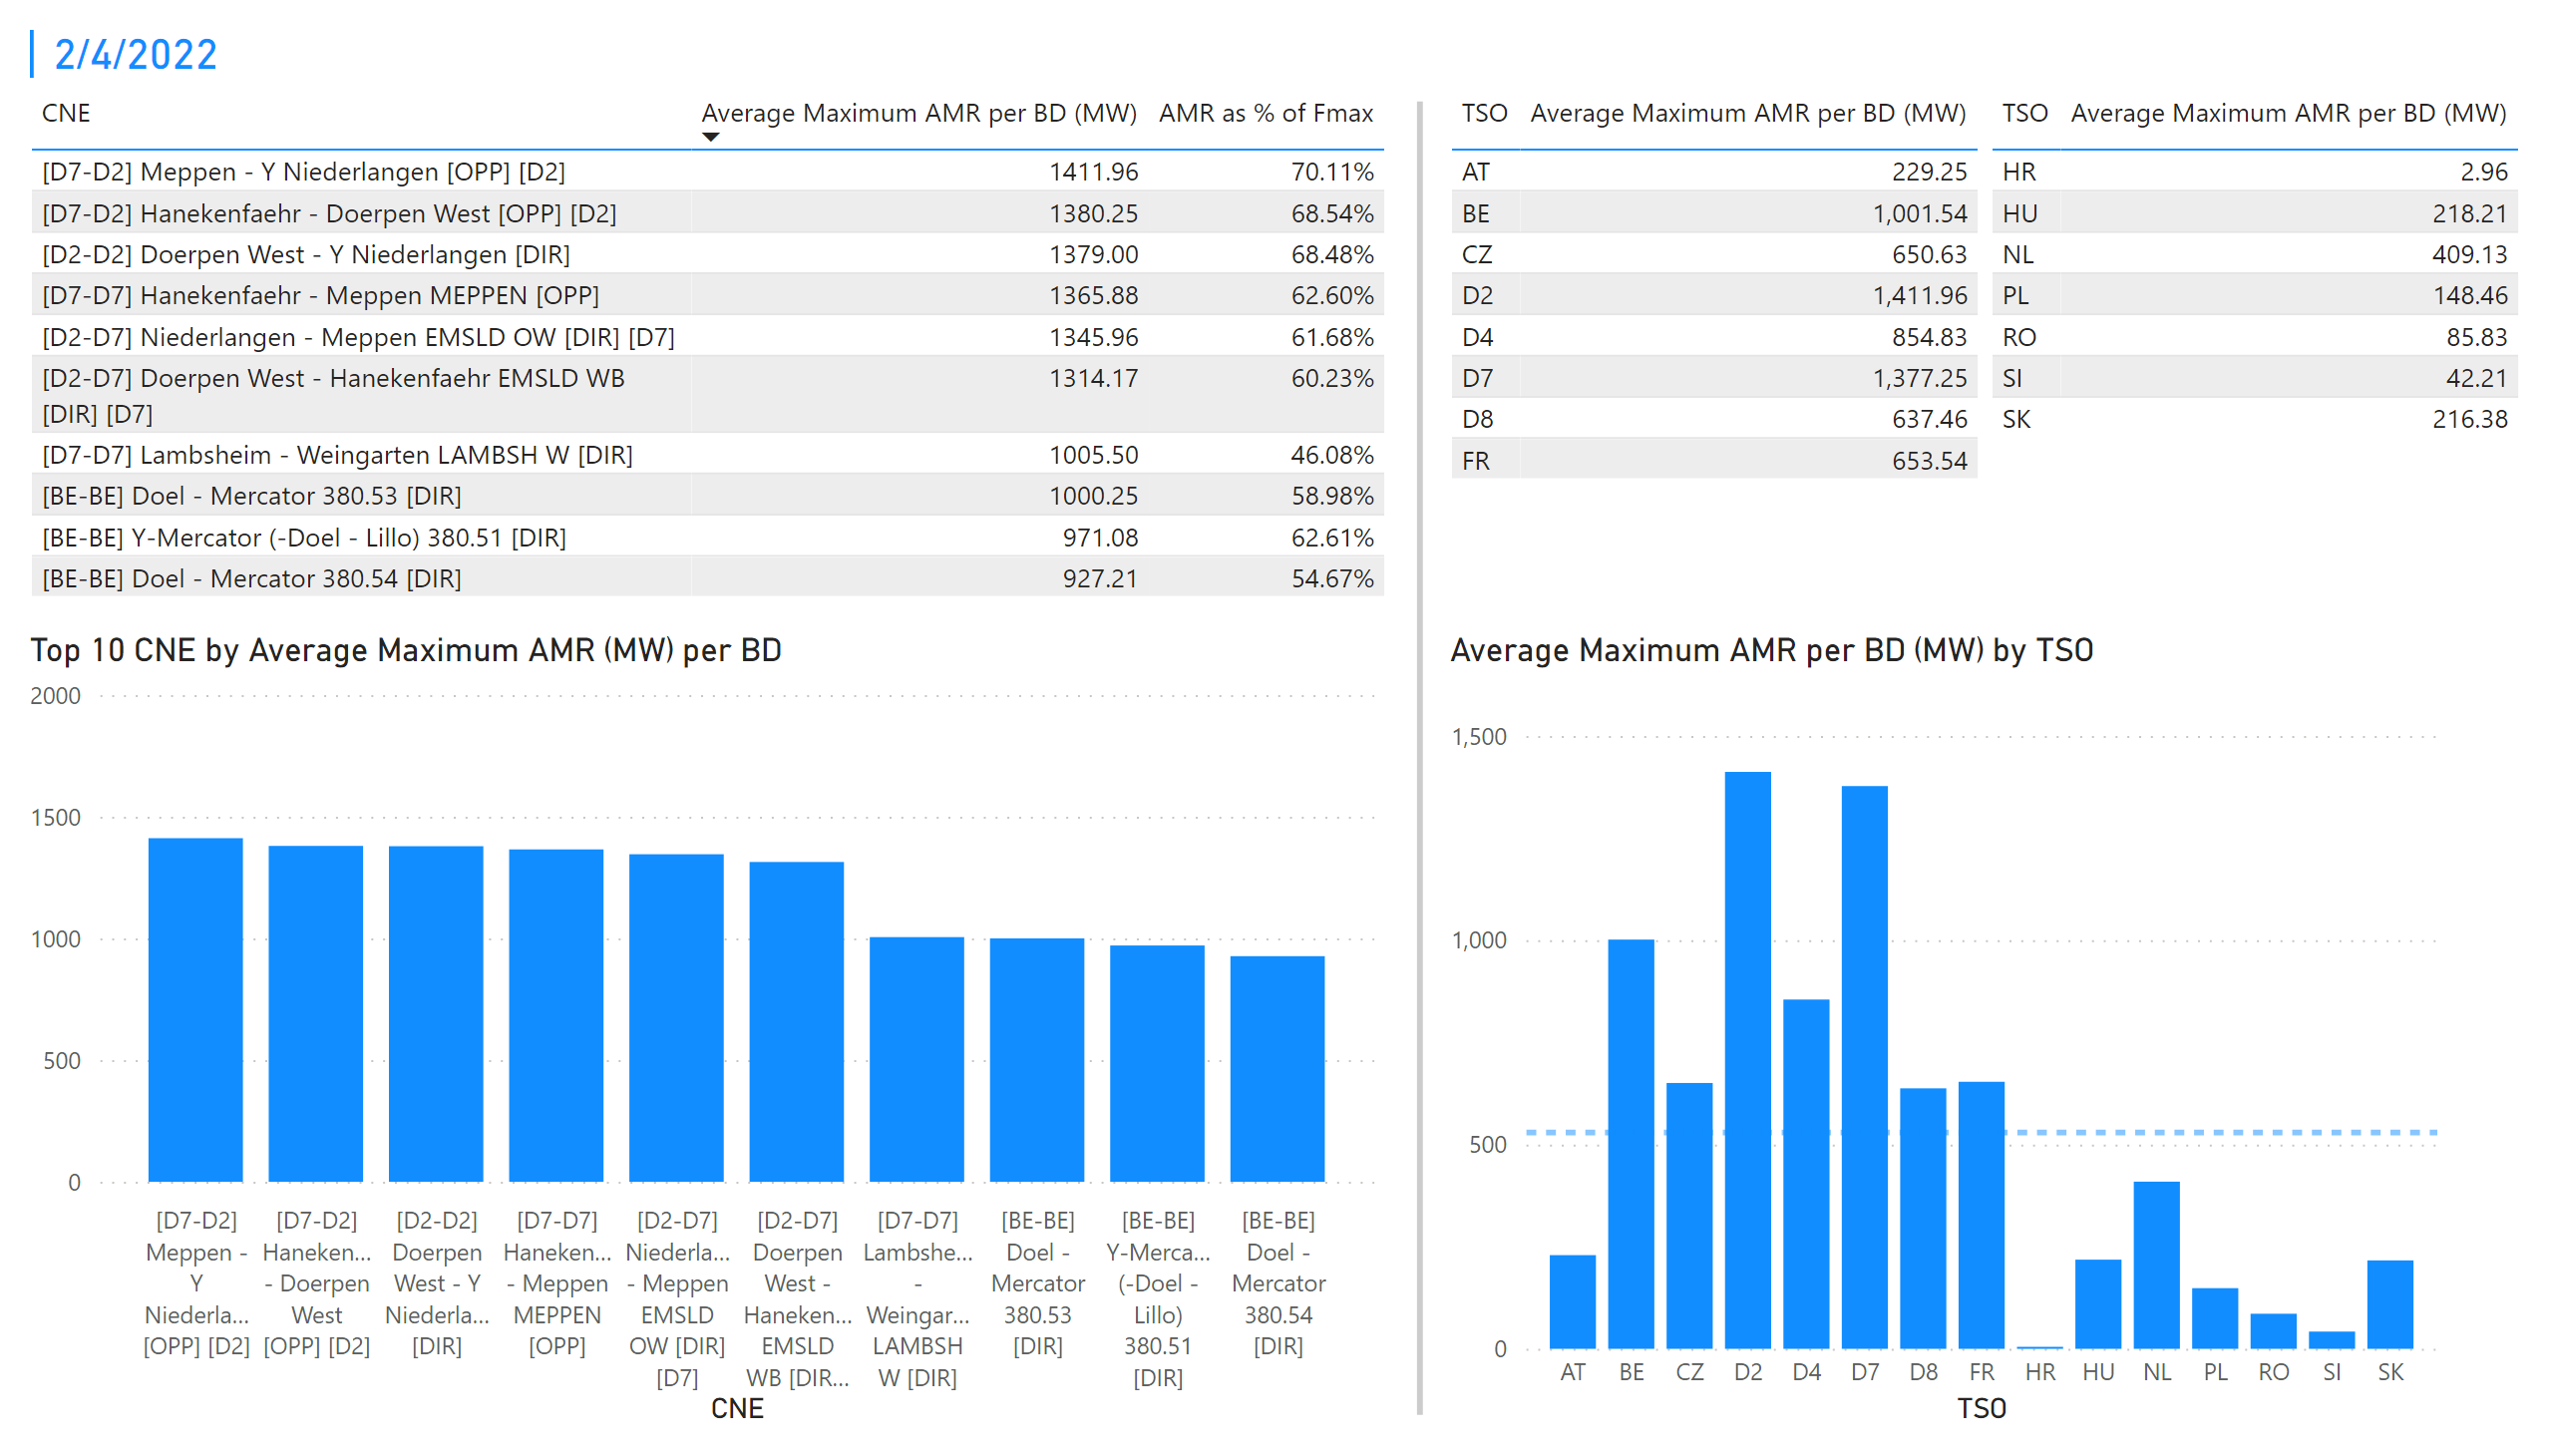 2/4/2022
CNE Average Maximum AMR per BD (MW) AMR as % of Fmax
[D7-D2] Meppen - Y Niederlangen [OPP] [D2] 1411.96 70.11%
[D7-D2] Hanekenfaehr - Doerpen West [OPP] [D2] 1380.25 68.54%
[D2-D2] Doerpen West - Y Niederlangen [DIR] 1379.00 68.48%
[D7-D7] Hanekenfaehr - Meppen MEPPEN [OPP] 1365.88 62.60%
[D2-D7] Niederlangen - Meppen EMSLD OW [DIR] [D7] 1345.96 61.68%
[D2-D7] Doerpen West - Hanekenfaehr EMSLD WB 1314.17 60.23%
[DIR] [D7]
[D7-D7] Lambsheim - Weingarten LAMBSH W [DIR] 1005.50 46.08%
[BE-BE] Doel - Mercator 380.53 [DIR] 1000.25 58.98%
[BE-BE] Y-Mercator (-Doel - Lillo) 380.51 [DIR] 971.08 62.61%
[BE-BE] Doel - Mercator 380.54 [DIR] 927.21 54.67%
TSO Average Maximum AMR per BD (MW)
AT 229.25
BE 1,001.54
CZ 650.63
D2 1,411.96
D4 854.83
D7 1,377.25
D8 637.46
FR 653.54
TSO Average Maximum AMR per BD (MW)
HR 2.96
HU 218.21
NL 409.13
PL 148.46
RO 85.83
SI 42.21
SK 216.38
Top 10 CNE by Average Maximum AMR (MW) per BD
2000
1500
1000
500
0
[D7-D2]
Meppen -
Y
Niederla...
[OPP] [D2]
[D7-D2]
Haneken...
- Doerpen
West
[OPP] [D2]
[D2-D2]
Doerpen
West - Y
Niederla...
[DIR]
[D7-D7]
Haneken...
- Meppen
MEPPEN
[OPP]
[D2-D7]
Niederla...
- Meppen
EMSLD
OW [DIR]
[D7]
[D2-D7]
Doerpen
West -
Haneken...
EMSLD
WB [DIR...
[D7-D7]
Lambshe...
-
Weingar...
LAMBSH
W [DIR]
[BE-BE]
Doel -
Mercator
380.53
[DIR]
[BE-BE]
Y-Merca...
(-Doel -
Lillo)
380.51
[DIR]
[BE-BE]
Doel -
Mercator
380.54
[DIR]
CNE
Average Maximum AMR per BD (MW) by TSO
1,500
1,000
500
0
AT BE CZ D2 D4 D7 D8 FR HR HU NL PL RO SI SK
TSO